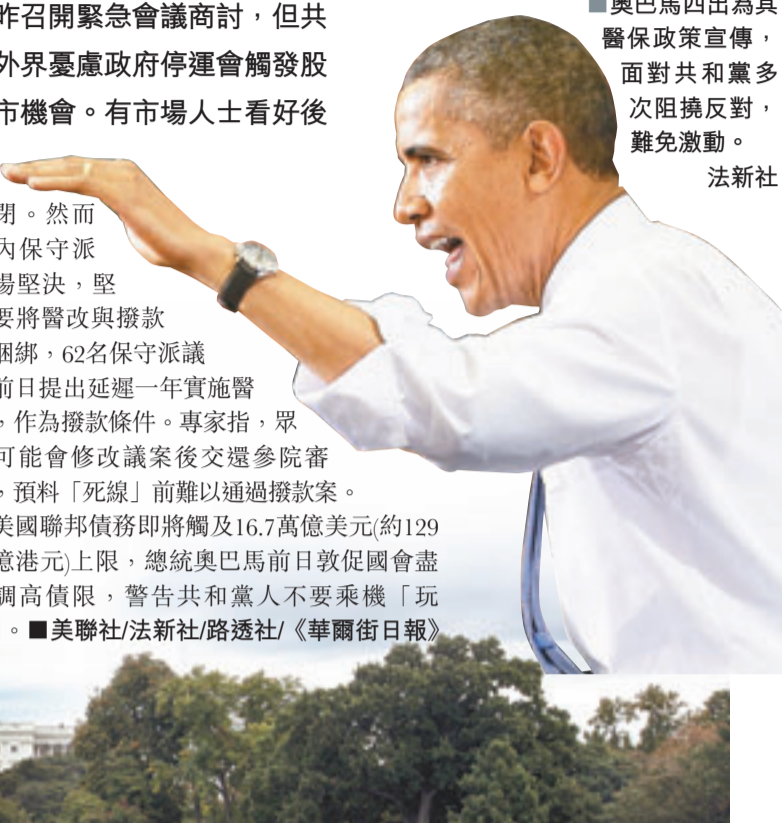 昨召開緊急會議商討，但共
外界憂慮政府停運會觸發股
市機會。有市場人士看好後
■奧巴馬四出為其
醫保政策宣傳，
面對共和黨多
次阻撓反對，
難免激動。
法新社
閉。然而
內保守派
場堅決，堅
要將醫改與撥款
捆綁，62名保守派議
前日提出延遲一年實施醫
，作為撥款條件。專家指，眾
可能會修改議案後交還參院審
，預料「死線」前難以通過撥款案。
美國聯邦債務即將觸及16.7萬億美元(約129
億港元)上限，總統奧巴馬前日敦促國會盡
調高債限，警告共和黨人不要乘機「玩
。■美聯社/法新社/路透社/《華爾街日報》